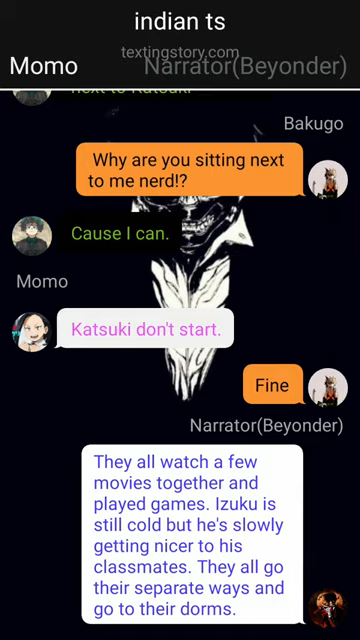 indian ts
textingstory.com
Momo
Narrator(Beyonder)
next to Katsuki
Bakugo
Why are you sitting next
to me nerd!?
Cause I can.
Momo
Katsuki don't start.
Fine
Narrator(Beyonder)
They all watch a few
movies together and
played games. Izuku is
still cold but he's slowly
getting nicer to his
classmates. They all go
their separate ways and
go to their dorms.